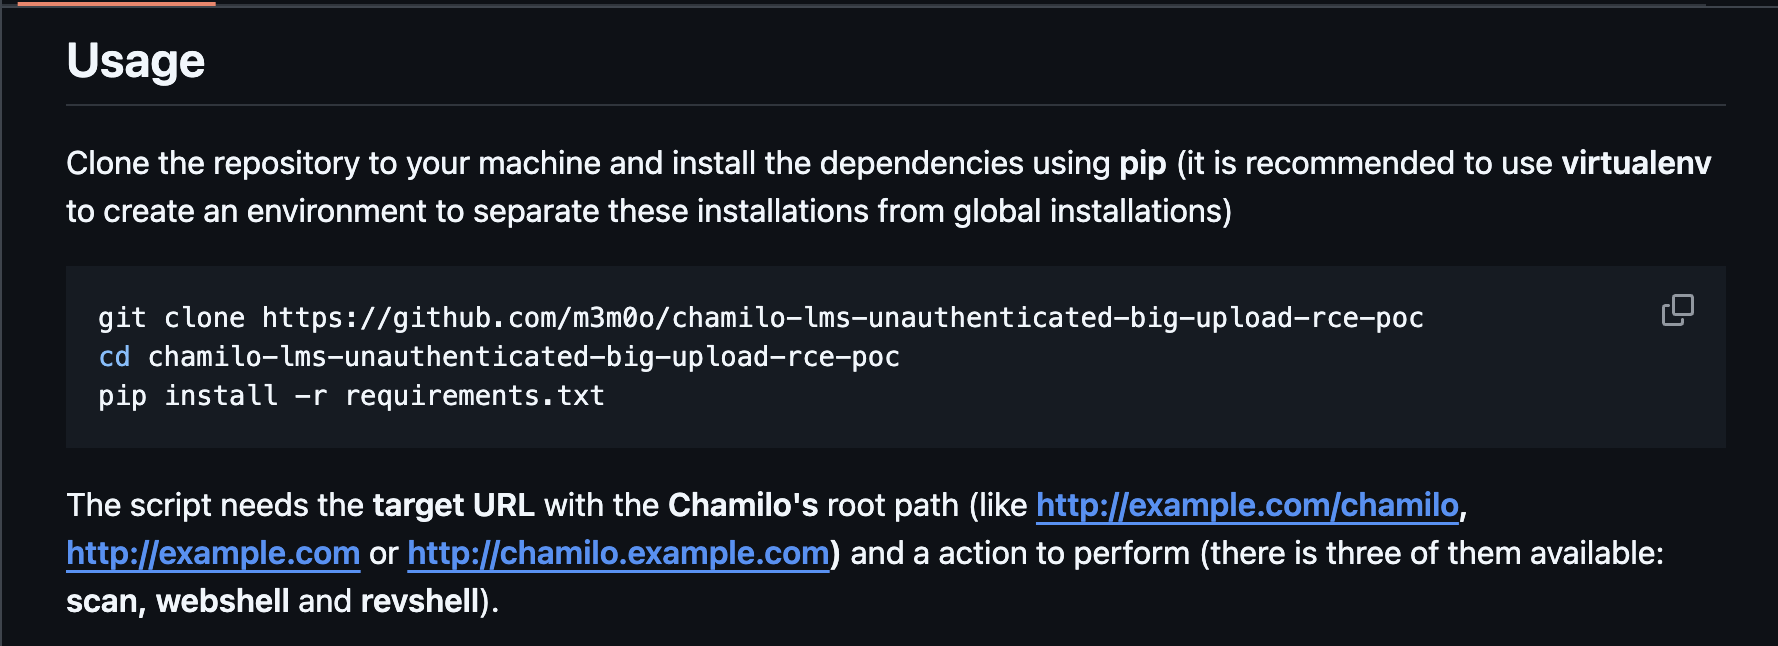 Usage
Clone the repository to your machine and install the dependencies using pip (it is recommended to use virtualenv
to create an environment to separate these installations from global installations)
git clone https://github.com/m3m0o/chamilo-lms-unauthenticated-big-upload-rce-poc
cd chamilo-lms-unauthenticated-big-upload-rce-poc
pip install -r requirements.txt
The script needs the target URL with the Chamilo's root path (like http://example.com/chamilo,
http://example.com or http://chamilo.example.com) and a action to perform (there is three of them available:
scan, webshell and revshell).